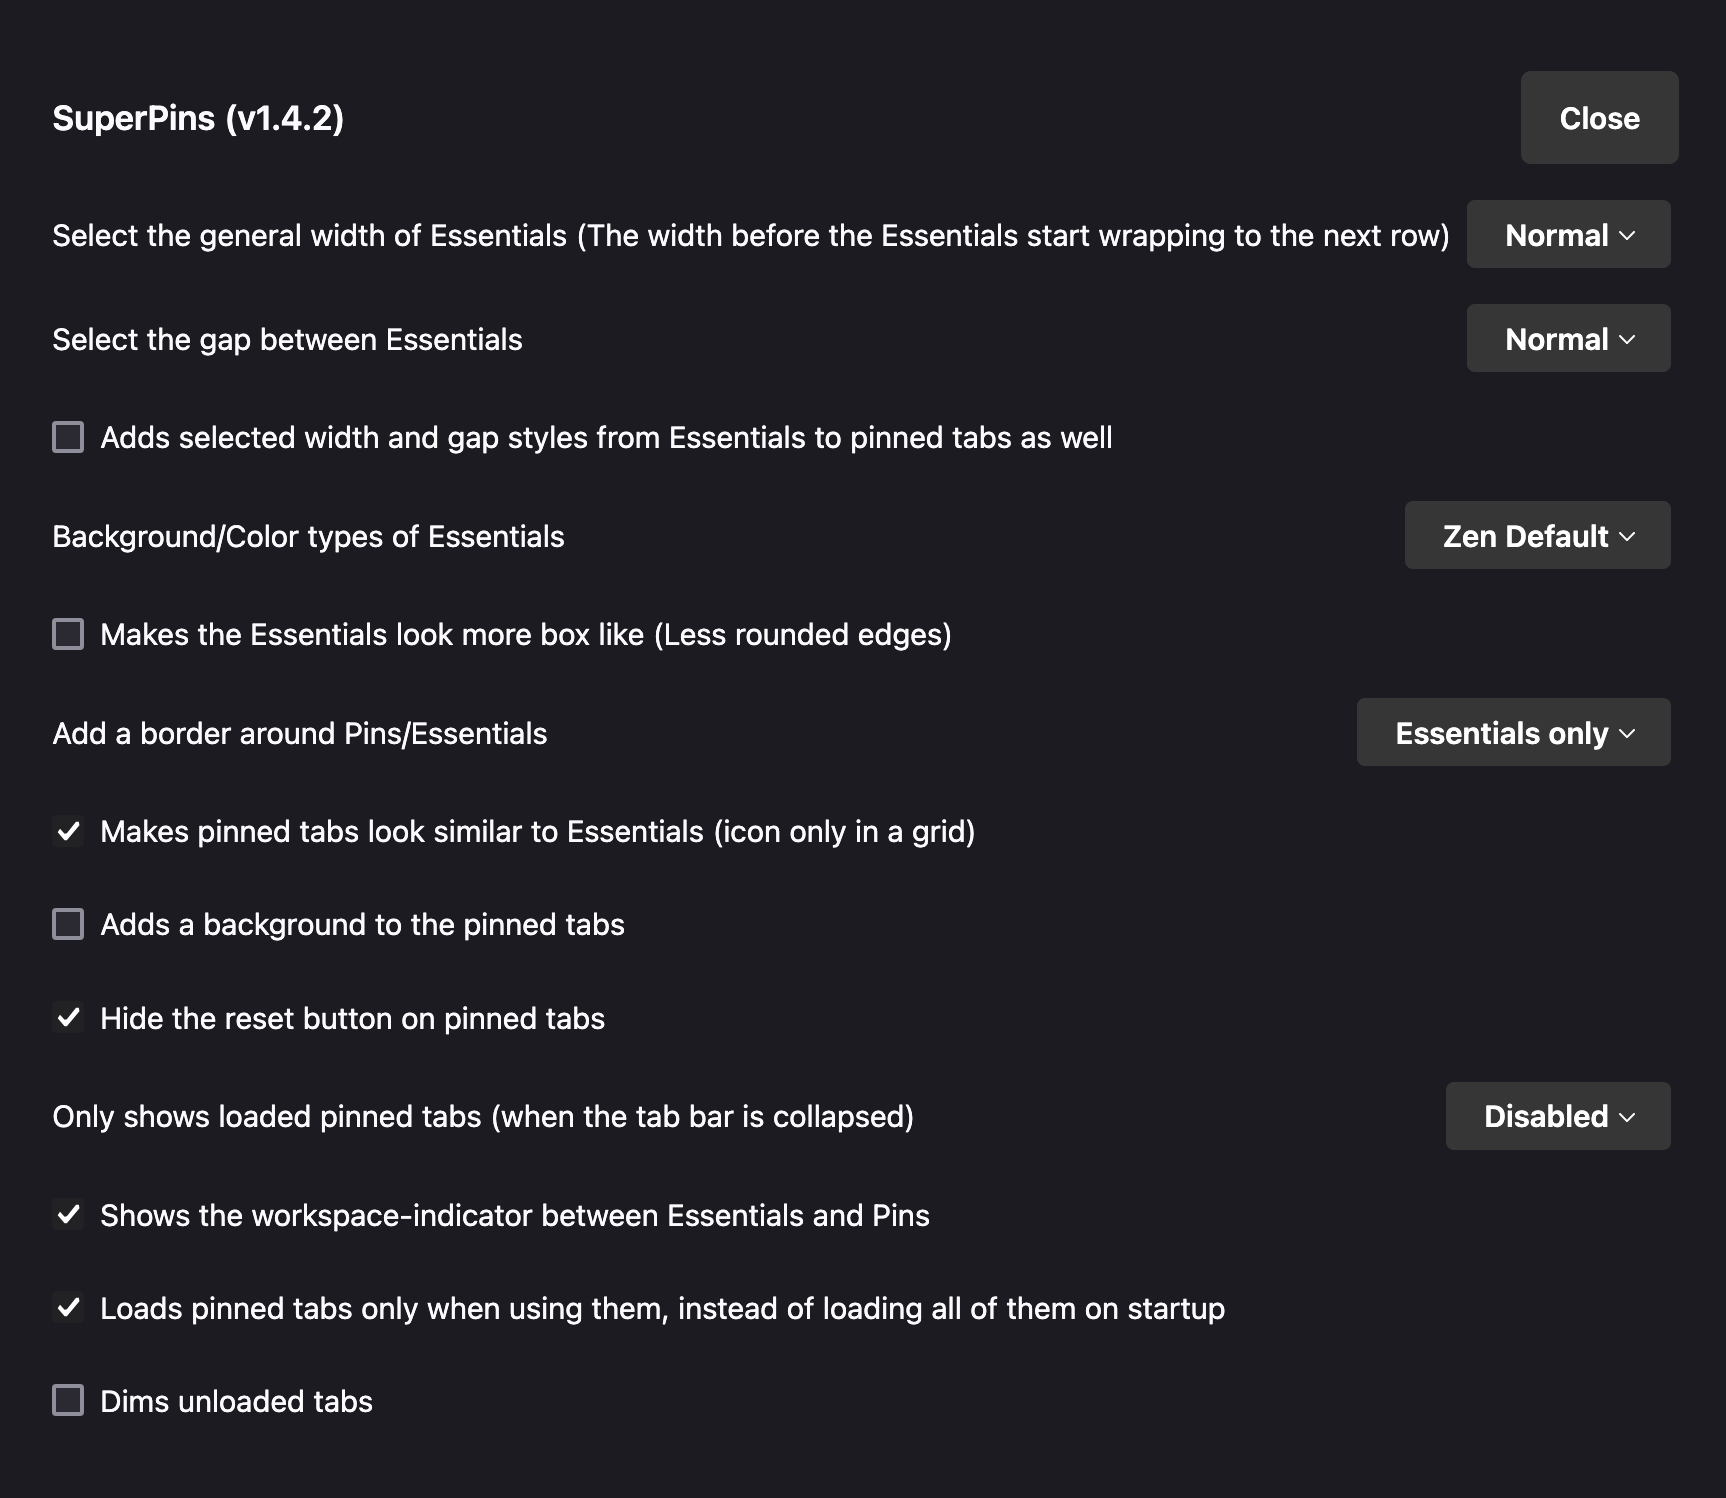 SuperPins (v1.4.2)
Close
Select the general width of Essentials (The width before the Essentials start wrapping to the next row)
Normal
Select the gap between Essentials
Normal
Adds selected width and gap styles from Essentials to pinned tabs as well
Background/Color types of Essentials
Zen Default
Makes the Essentials look more box like (Less rounded edges)
Add a border around Pins/Essentials
Essentials only
Makes pinned tabs look similar to Essentials (icon only in a grid)
Adds a background to the pinned tabs
Hide the reset button on pinned tabs
Only shows loaded pinned tabs (when the tab bar is collapsed)
Disabled
Shows the workspace-indicator between Essentials and Pins
Loads pinned tabs only when using them, instead of loading all of them on startup
Dims unloaded tabs